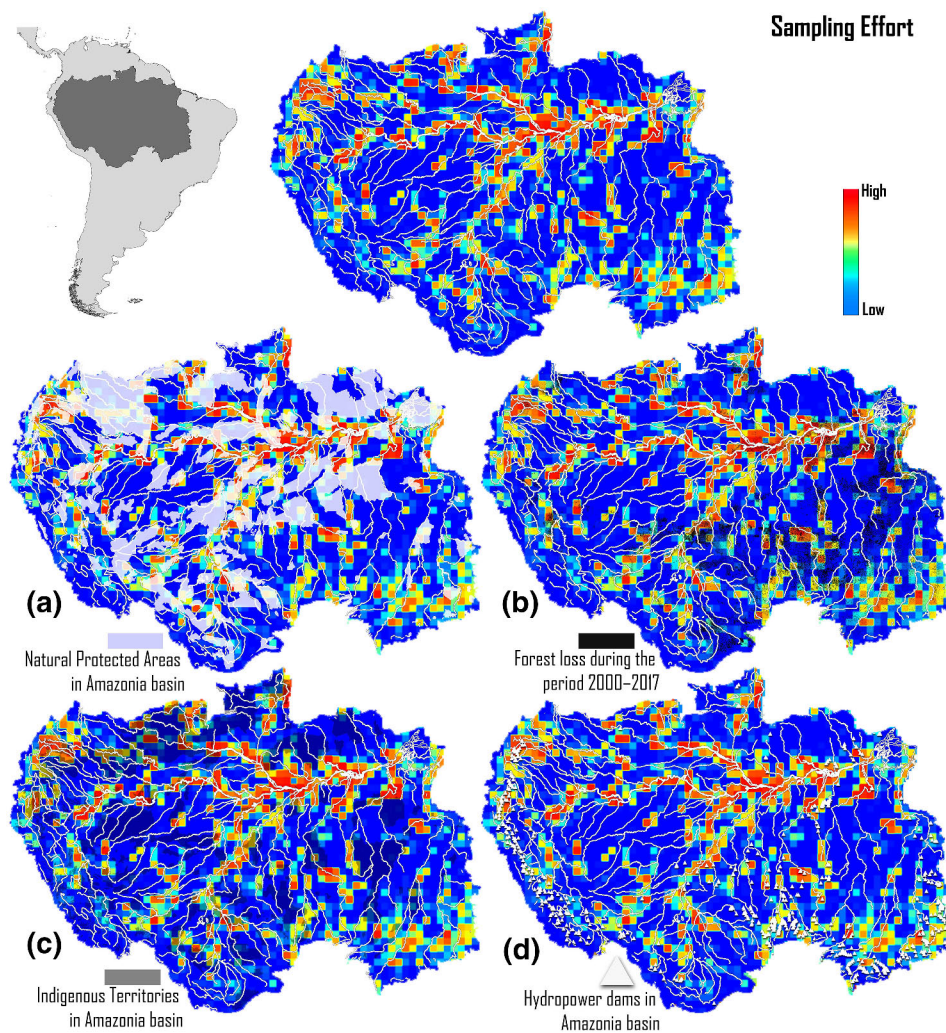 Sampling Effort
High
Low
(a)
Natural Protected Areas
in Amazonia basin
(b)
Forest loss during the
period 2000–2017
(c)
Indigenous Territories
in Amazonia basin
(d)
Hydropower dams in
Amazonia basin